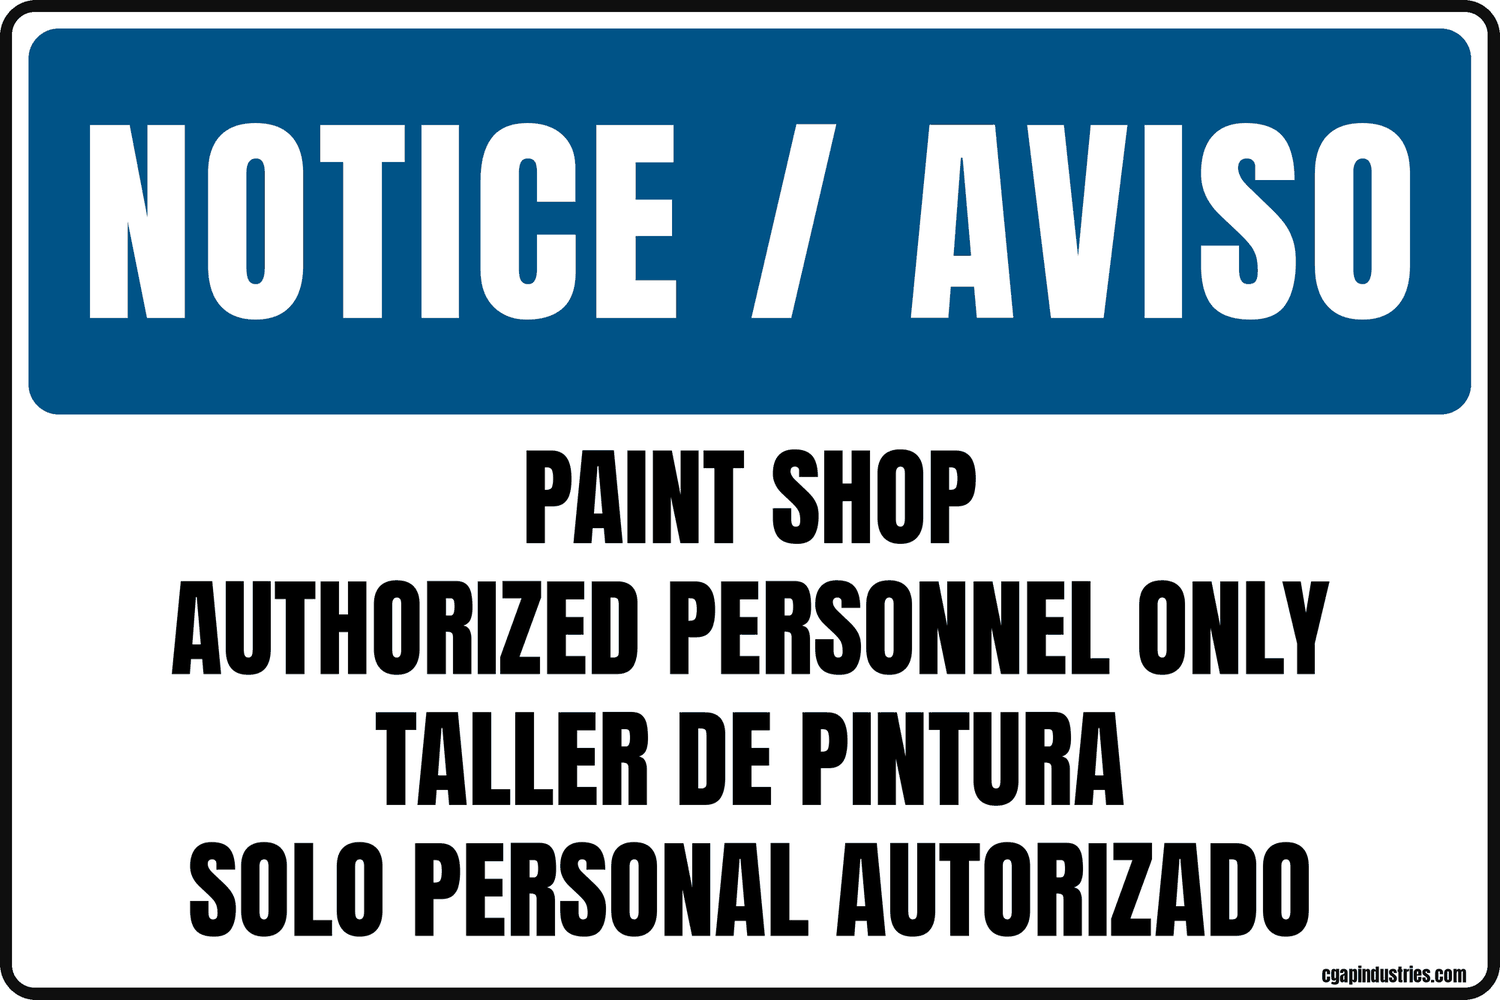 NOTICE / AVISO
PAINT SHOP
AUTHORIZED PERSONNEL ONLY
TALLER DE PINTURA
SOLO PERSONAL AUTORIZADO
cgapindustries.com